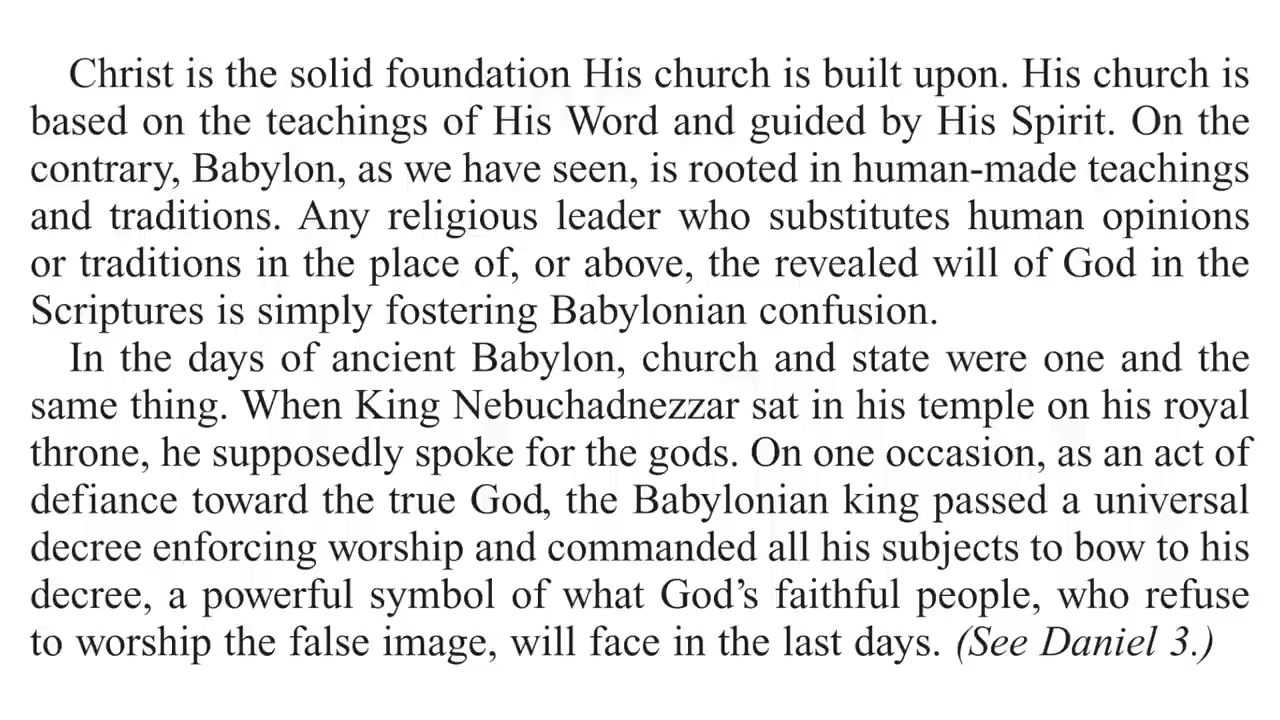 Christ is the solid foundation His church is built upon. His church is
based on the teachings of His Word and guided by His Spirit. On the
contrary, Babylon, as we have seen, is rooted in human-made teachings
and traditions. Any religious leader who substitutes human opinions
or traditions in the place of, or above, the revealed will of God in the
Scriptures is simply fostering Babylonian confusion.
In the days of ancient Babylon, church and state were one and the
same thing. When King Nebuchadnezzar sat in his temple on his royal
throne, he supposedly spoke for the gods. On one occasion, as an act of
defiance toward the true God, the Babylonian king passed a universal
decree enforcing worship and commanded all his subjects to bow to his
decree, a powerful symbol of what God’s faithful people, who refuse
to worship the false image, will face in the last days. (See Daniel 3.)